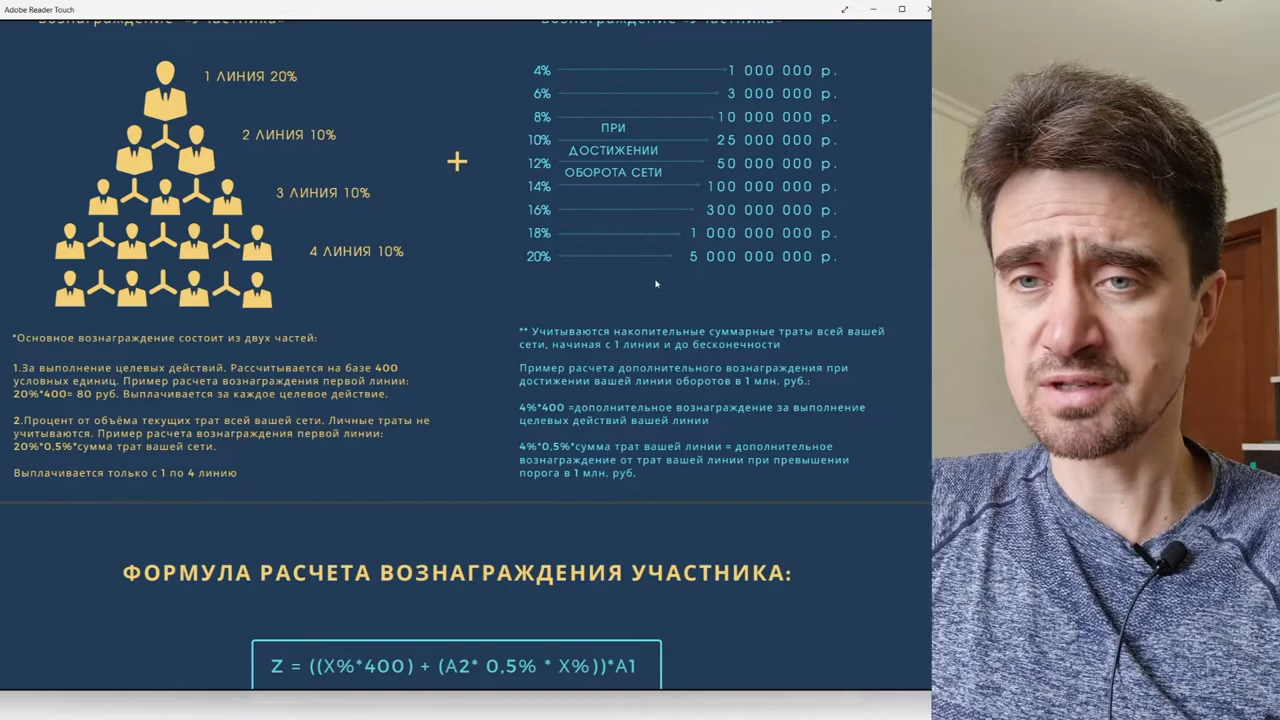 Adobe Reader Touch
Вознаграждение «Участника»
1 ЛИНИЯ 20%
2 ЛИНИЯ 10%
3 ЛИНИЯ 10%
4 ЛИНИЯ 10%
*Основное вознаграждение состоит из двух частей:
1.За выполнение целевых действий. Рассчитывается на базе 400
условных единиц. Пример расчета вознаграждения первой линии:
20%*400= 80 руб. Выплачивается за каждое целевое действие.
2.Процент от объёма текущих трат всей вашей сети. Личные траты не
учитываются. Пример расчета вознаграждения первой линии:
20%*0,5%*сумма трат вашей сети.
Выплачивается только с 1 по 4 линию
+
Вознаграждение «Участника»
4% 1 000 000 р.
6% 3 000 000 р.
8% 10 000 000 р.
ПРИ
10% 25 000 000 р.
ДОСТИЖЕНИИ
12% 50 000 000 р.
ОБОРОТА СЕТИ
14% 100 000 000 р.
16% 300 000 000 р.
18% 1 000 000 000 р.
20% 5 000 000 000 р.
** Учитываются накопительные суммарные траты всей вашей
сети, начиная с 1 линии и до бесконечности
Пример расчета дополнительного вознаграждения при
достижении вашей линии оборотов в 1 млн. руб.:
4%*400 =дополнительное вознаграждение за выполнение
целевых действий вашей линии
4%*0,5%*сумма трат вашей линии = дополнительное
вознаграждение от трат вашей линии при превышении
порога в 1 млн. руб.
ФОРМУЛА РАСЧЕТА ВОЗНАГРАЖДЕНИЯ УЧАСТНИКА:
Z = ((X%*400) + (A2* 0,5% * X%))*A1